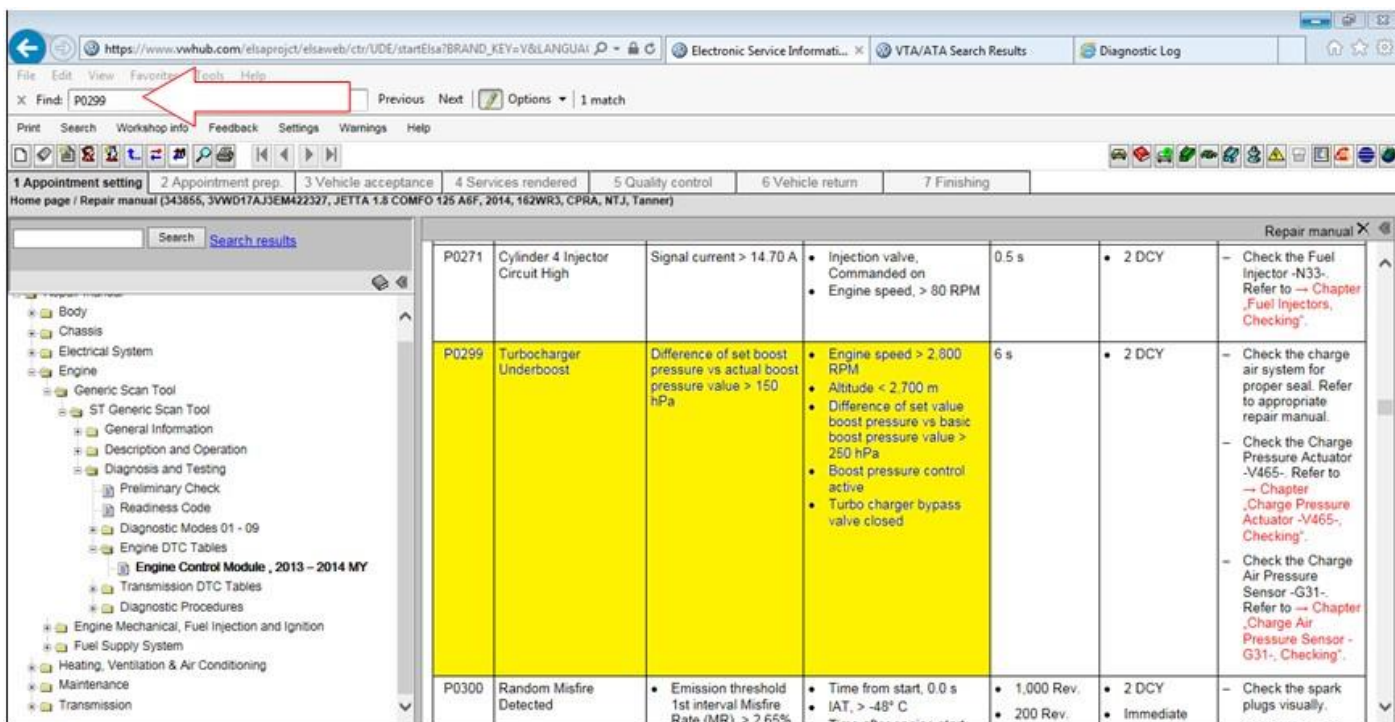 https://www.vwhub.com/elsaprojct/elsaweb/ctr/UDE/startElsa?BRAND_KEY=V&LANGUAG
Electronic Service Informati...
VTA/ATA Search Results
Diagnostic Log
File Edit View Favorites Tools Help
X Find: P0299 Previous Next Options 1 match
Print Search Workshop info Feedback Settings Warnings Help
1 Appointment setting 2 Appointment prep. 3 Vehicle acceptance 4 Services rendered 5 Quality control 6 Vehicle return 7 Finishing
Home page / Repair manual (343855, 3VWD17AJ3EM422327, JETTA 1.8 COMFO 125 A6F, 2014, 162WR3, CPRA, NTJ, Tanner)
Repair manual X
Search Search results
Repair manual
Body
Chassis
Electrical System
Engine
Generic Scan Tool
ST Generic Scan Tool
General Information
Description and Operation
Diagnosis and Testing
Preliminary Check
Readiness Code
Diagnostic Modes 01 - 09
Engine DTC Tables
Engine Control Module , 2013 – 2014 MY
Transmission DTC Tables
Diagnostic Procedures
Engine Mechanical, Fuel Injection and Ignition
Fuel Supply System
Heating, Ventilation & Air Conditioning
Maintenance
Transmission
P0271
Cylinder 4 Injector
Circuit High
Signal current > 14.70 A
• Injection valve,
Commanded on
• Engine speed, > 80 RPM
0.5 s
• 2 DCY
– Check the Fuel
Injector -N33-.
Refer to → Chapter
„Fuel Injectors,
Checking“.
P0299
Turbocharger
Underboost
Difference of set boost
pressure vs actual boost
pressure value > 150
hPa
• Engine speed > 2,800
RPM
• Altitude < 2,700 m
• Difference of set value
boost pressure vs basic
boost pressure value >
250 hPa
• Boost pressure control
active
• Turbo charger bypass
valve closed
6 s
• 2 DCY
– Check the charge
air system for
proper seal. Refer
to appropriate
repair manual.
– Check the Charge
Pressure Actuator
-V465-. Refer to
→ Chapter
„Charge Pressure
Actuator -V465-,
Checking“.
– Check the Charge
Air Pressure
Sensor -G31-.
Refer to → Chapter
„Charge Air
Pressure Sensor -
G31-, Checking“.
P0300
Random Misfire
Detected
• Emission threshold
1st interval Misfire
Rate (MR), > 2.65%
• Time from start, 0.0 s
• IAT, > -48° C
• 1,000 Rev.
• 200 Rev.
• 2 DCY
• Immediate
– Check the spark
plugs visually.